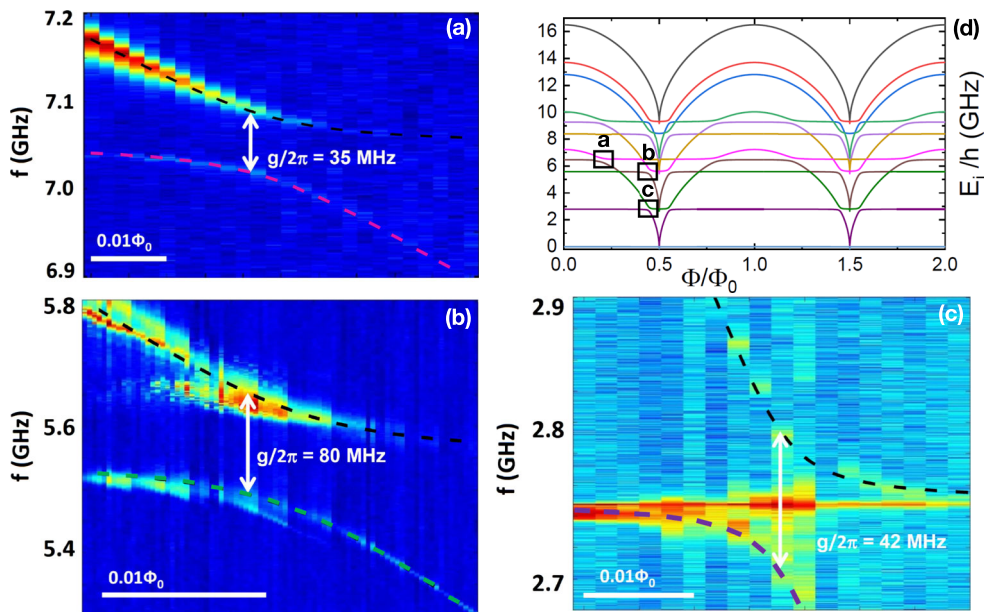 7.2
(a)
7.1
f (GHz)
g/2π = 35 MHz
7.0
0.01Φ₀
6.9
(d)
16
14
12
10
8
6
4
2
0
a
b
c
E_i/h (GHz)
0.0
0.5
1.0
1.5
2.0
Φ/Φ₀
5.8
(b)
f (GHz)
5.6
g/2π = 80 MHz
5.4
0.01Φ₀
2.9
(c)
f (GHz)
2.8
g/2π = 42 MHz
2.7
0.01Φ₀